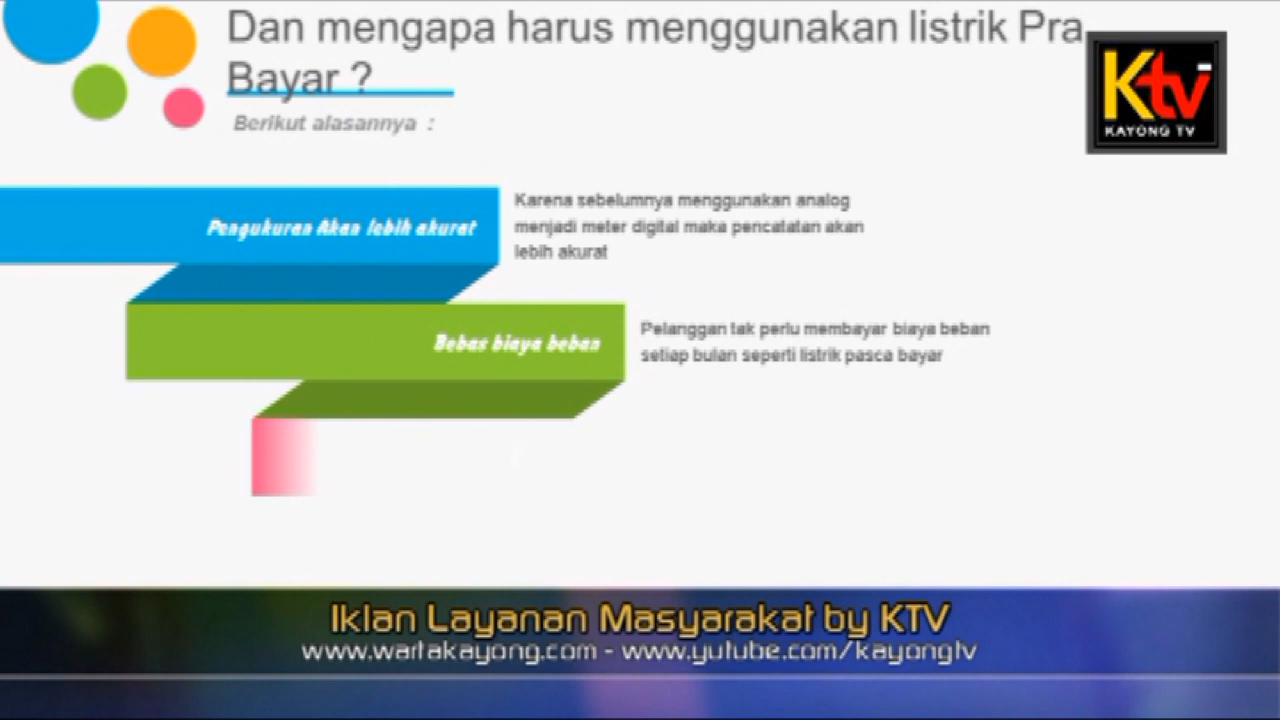 Dan mengapa harus menggunakan listrik Pra
Bayar ?
Berikut alasannya :
Ktv
KAYONG TV
Pengukuran Akan lebih akurat
Karena sebelumnya menggunakan analog
menjadi meter digital maka pencatatan akan
lebih akurat
Bebas biaya beban
Pelanggan tak perlu membayar biaya beban
setiap bulan seperti listrik pasca bayar
Iklan Layanan Masyarakat by KTV
www.wartakayong.com - www.yutube.com/kayongtv